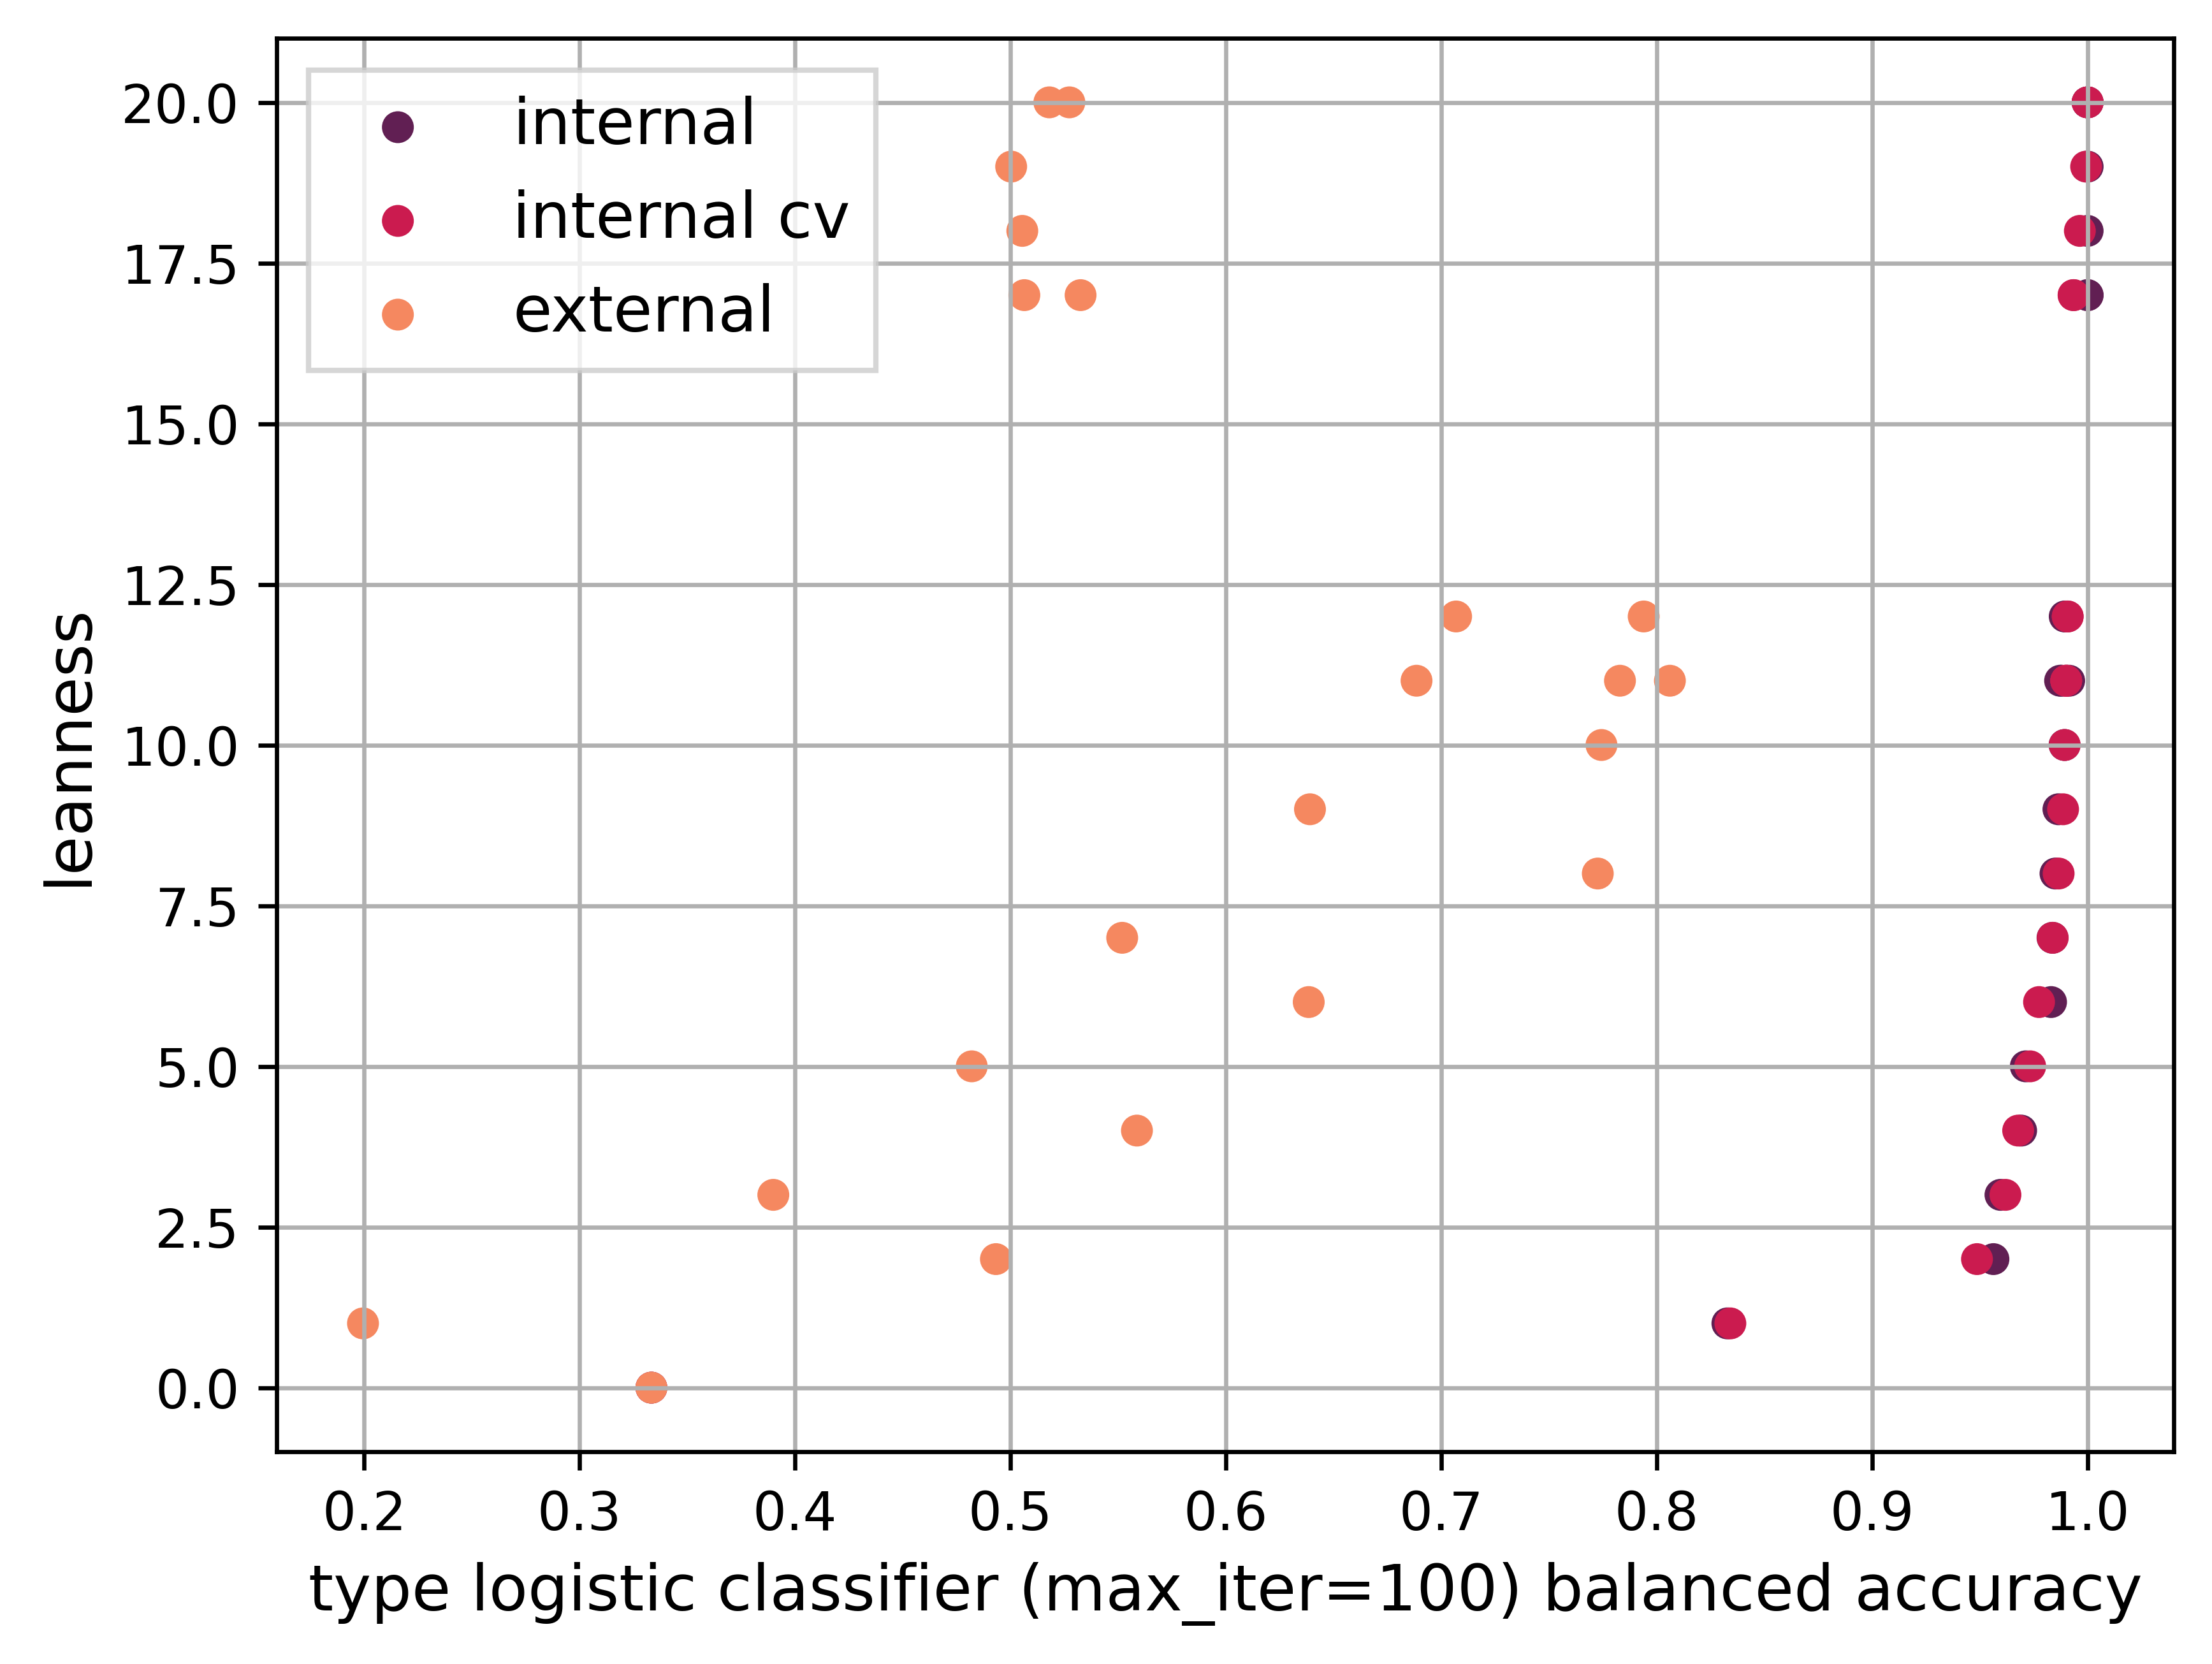 internal
internal cv
external
20.0
17.5
15.0
12.5
10.0
7.5
5.0
2.5
0.0
leanness
0.2 0.3 0.4 0.5 0.6 0.7 0.8 0.9 1.0
type logistic classifier (max_iter=100) balanced accuracy